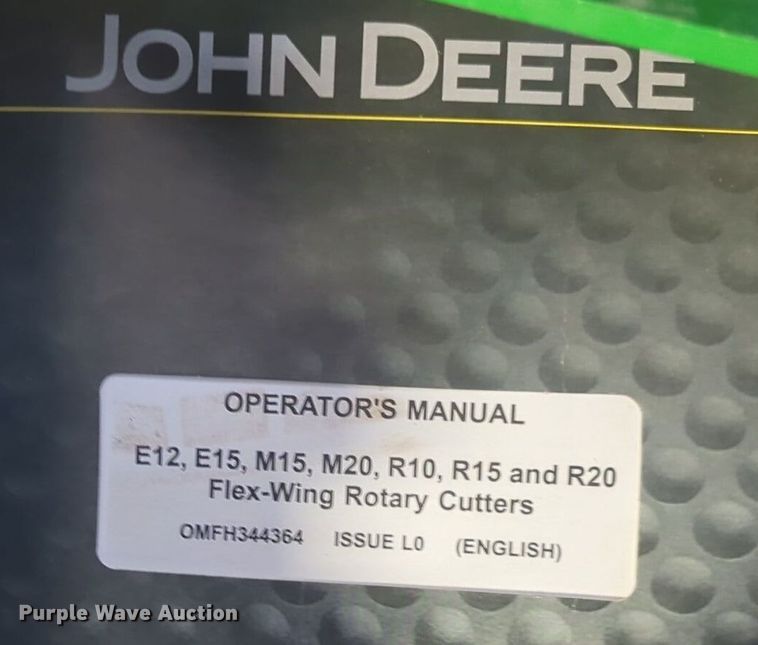 JOHN DEERE
OPERATOR'S MANUAL
E12, E15, M15, M20, R10, R15 and R20
Flex-Wing Rotary Cutters
OMFH344364 ISSUE L0 (ENGLISH)
Purple Wave Auction